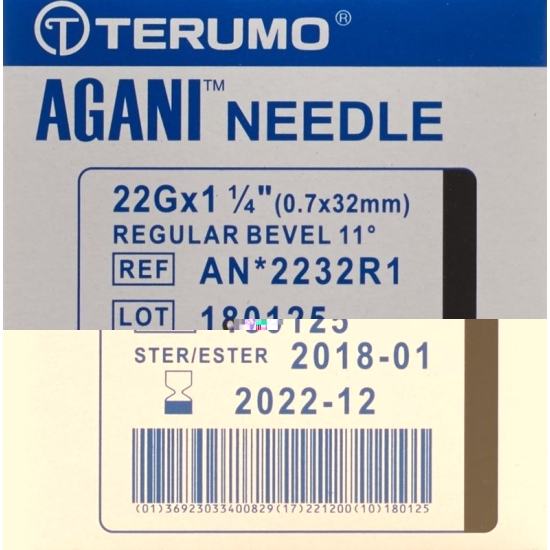 T TERUMO®
AGANI™ NEEDLE
22Gx1 ¼" (0.7x32mm)
REGULAR BEVEL 11°
REF AN*2232R1
LOT
STER/ESTER 2018-01
2022-12
(01)36923033400829(17)221200(10)180125